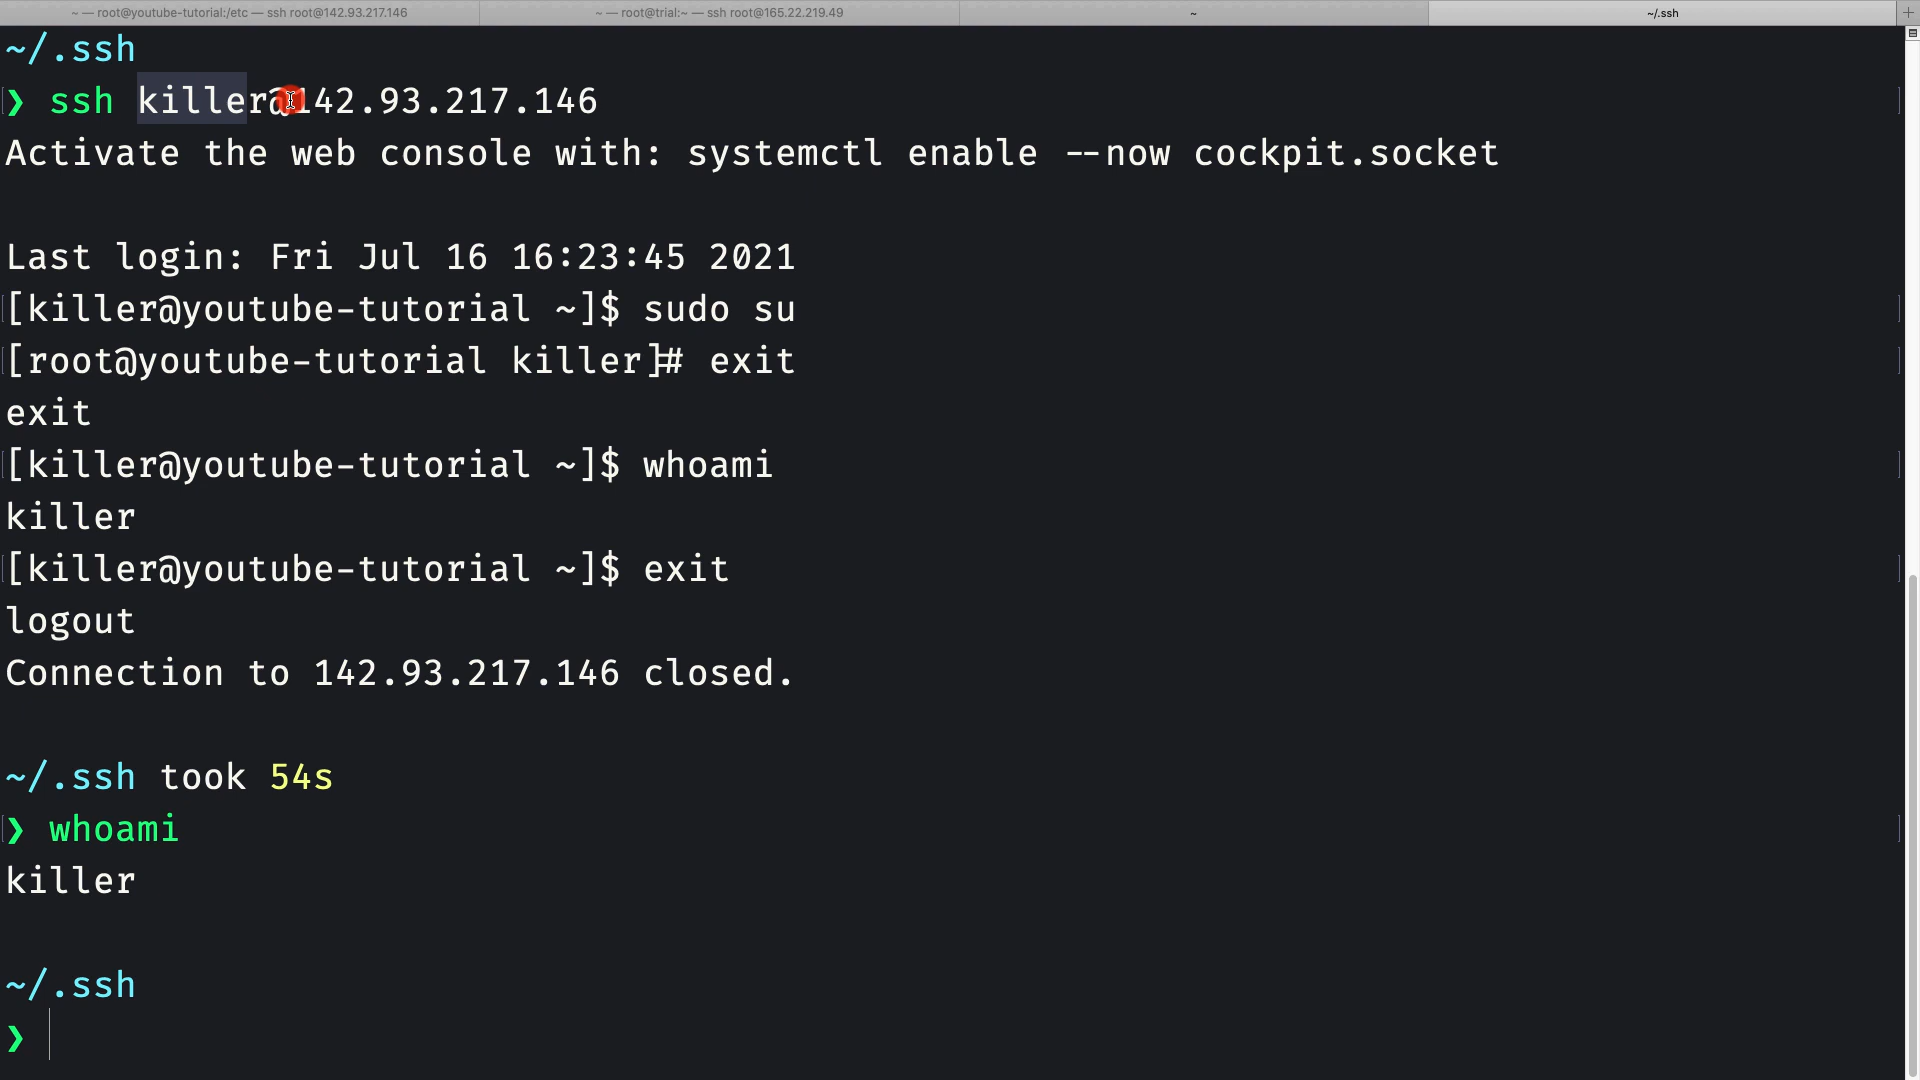 ~ — root@youtube-tutorial:/etc — ssh root@142.93.217.146
~ — root@trial:~ — ssh root@165.22.219.49
~
~/.ssh
+
~/.ssh
❯ ssh killer@142.93.217.146
Activate the web console with: systemctl enable --now cockpit.socket
Last login: Fri Jul 16 16:23:45 2021
[killer@youtube-tutorial ~]$ sudo su
[root@youtube-tutorial killer]# exit
exit
[killer@youtube-tutorial ~]$ whoami
killer
[killer@youtube-tutorial ~]$ exit
logout
Connection to 142.93.217.146 closed.
~/.ssh took 54s
❯ whoami
killer
~/.ssh
❯